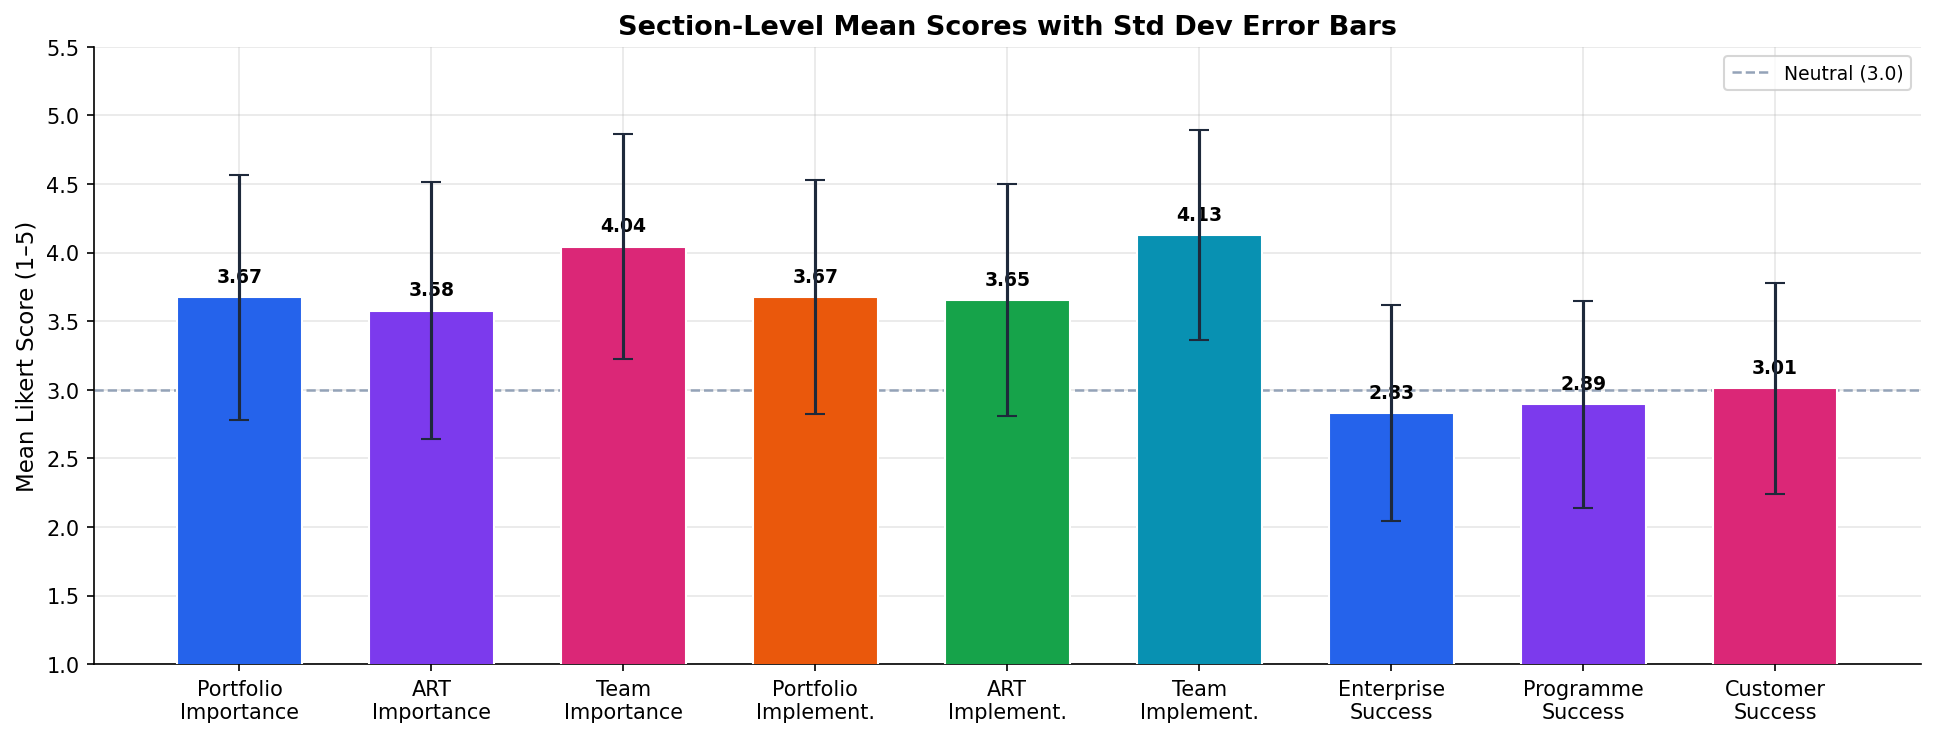 Section-Level Mean Scores with Std Dev Error Bars
Neutral (3.0)
Mean Likert Score (1–5)
5.5
5.0
4.5
4.0
3.5
3.0
2.5
2.0
1.5
1.0
3.67
3.58
4.04
3.67
3.65
4.13
2.83
2.89
3.01
Portfolio
Importance
ART
Importance
Team
Importance
Portfolio
Implement.
ART
Implement.
Team
Implement.
Enterprise
Success
Programme
Success
Customer
Success